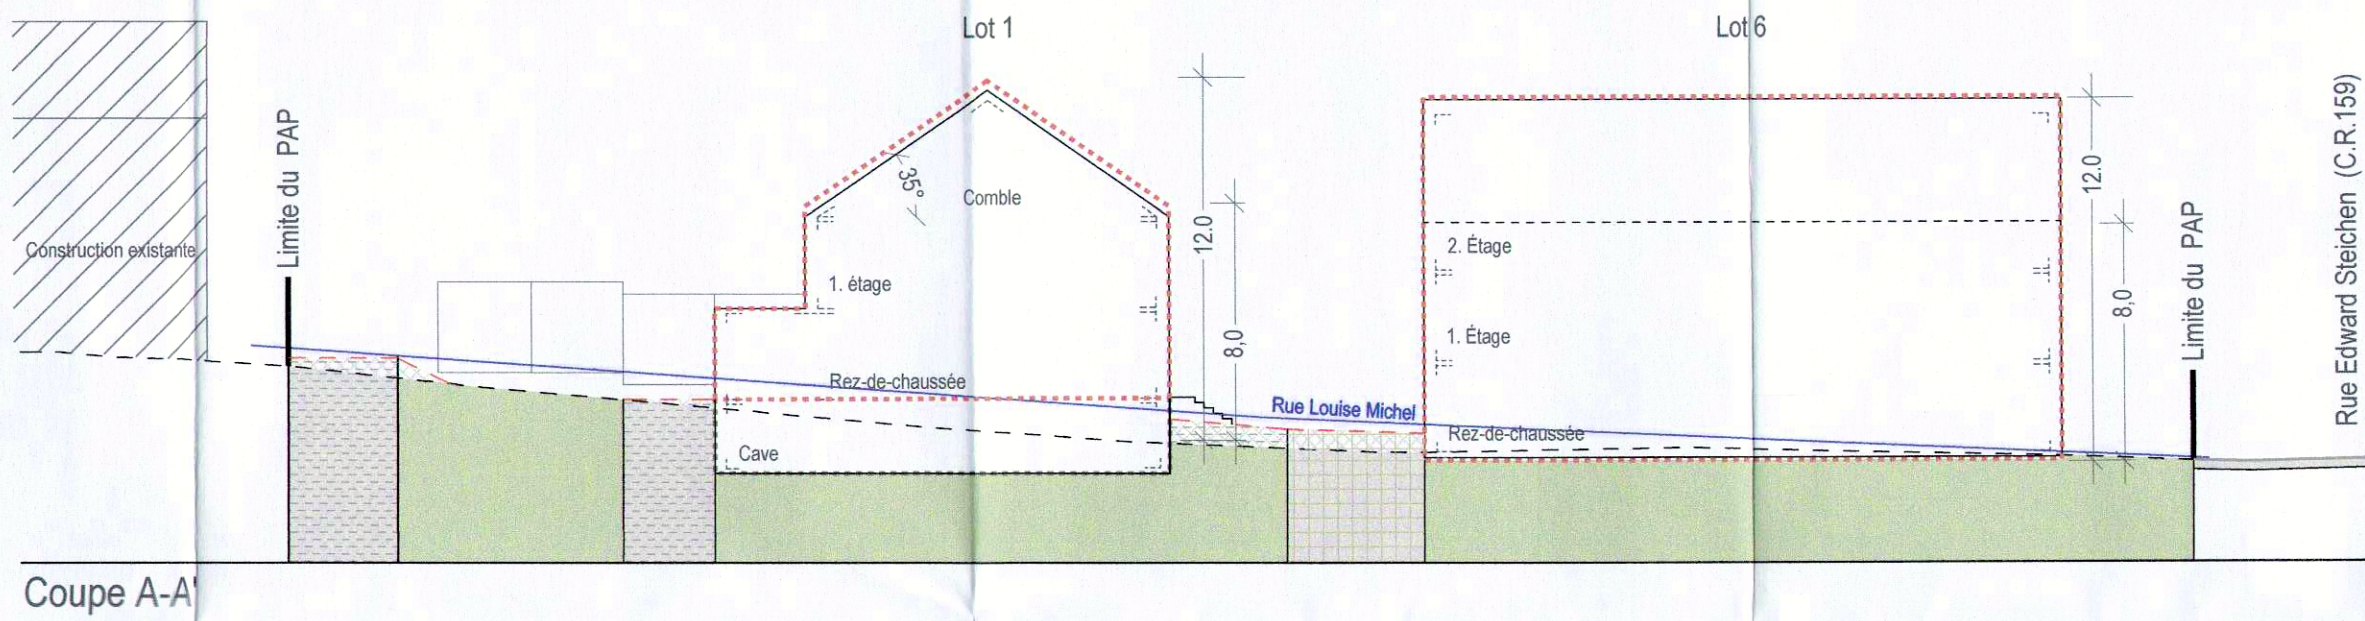 Lot 1
Lot 6
Construction existante
Limite du PAP
35°
Comble
1. étage
Rez-de-chaussée
Cave
12.0
8,0
Rue Louise Michel
2. Étage
1. Étage
Rez-de-chaussée
12.0
8,0
Limite du PAP
Rue Edward Steichen (C.R.159)
Coupe A-A'